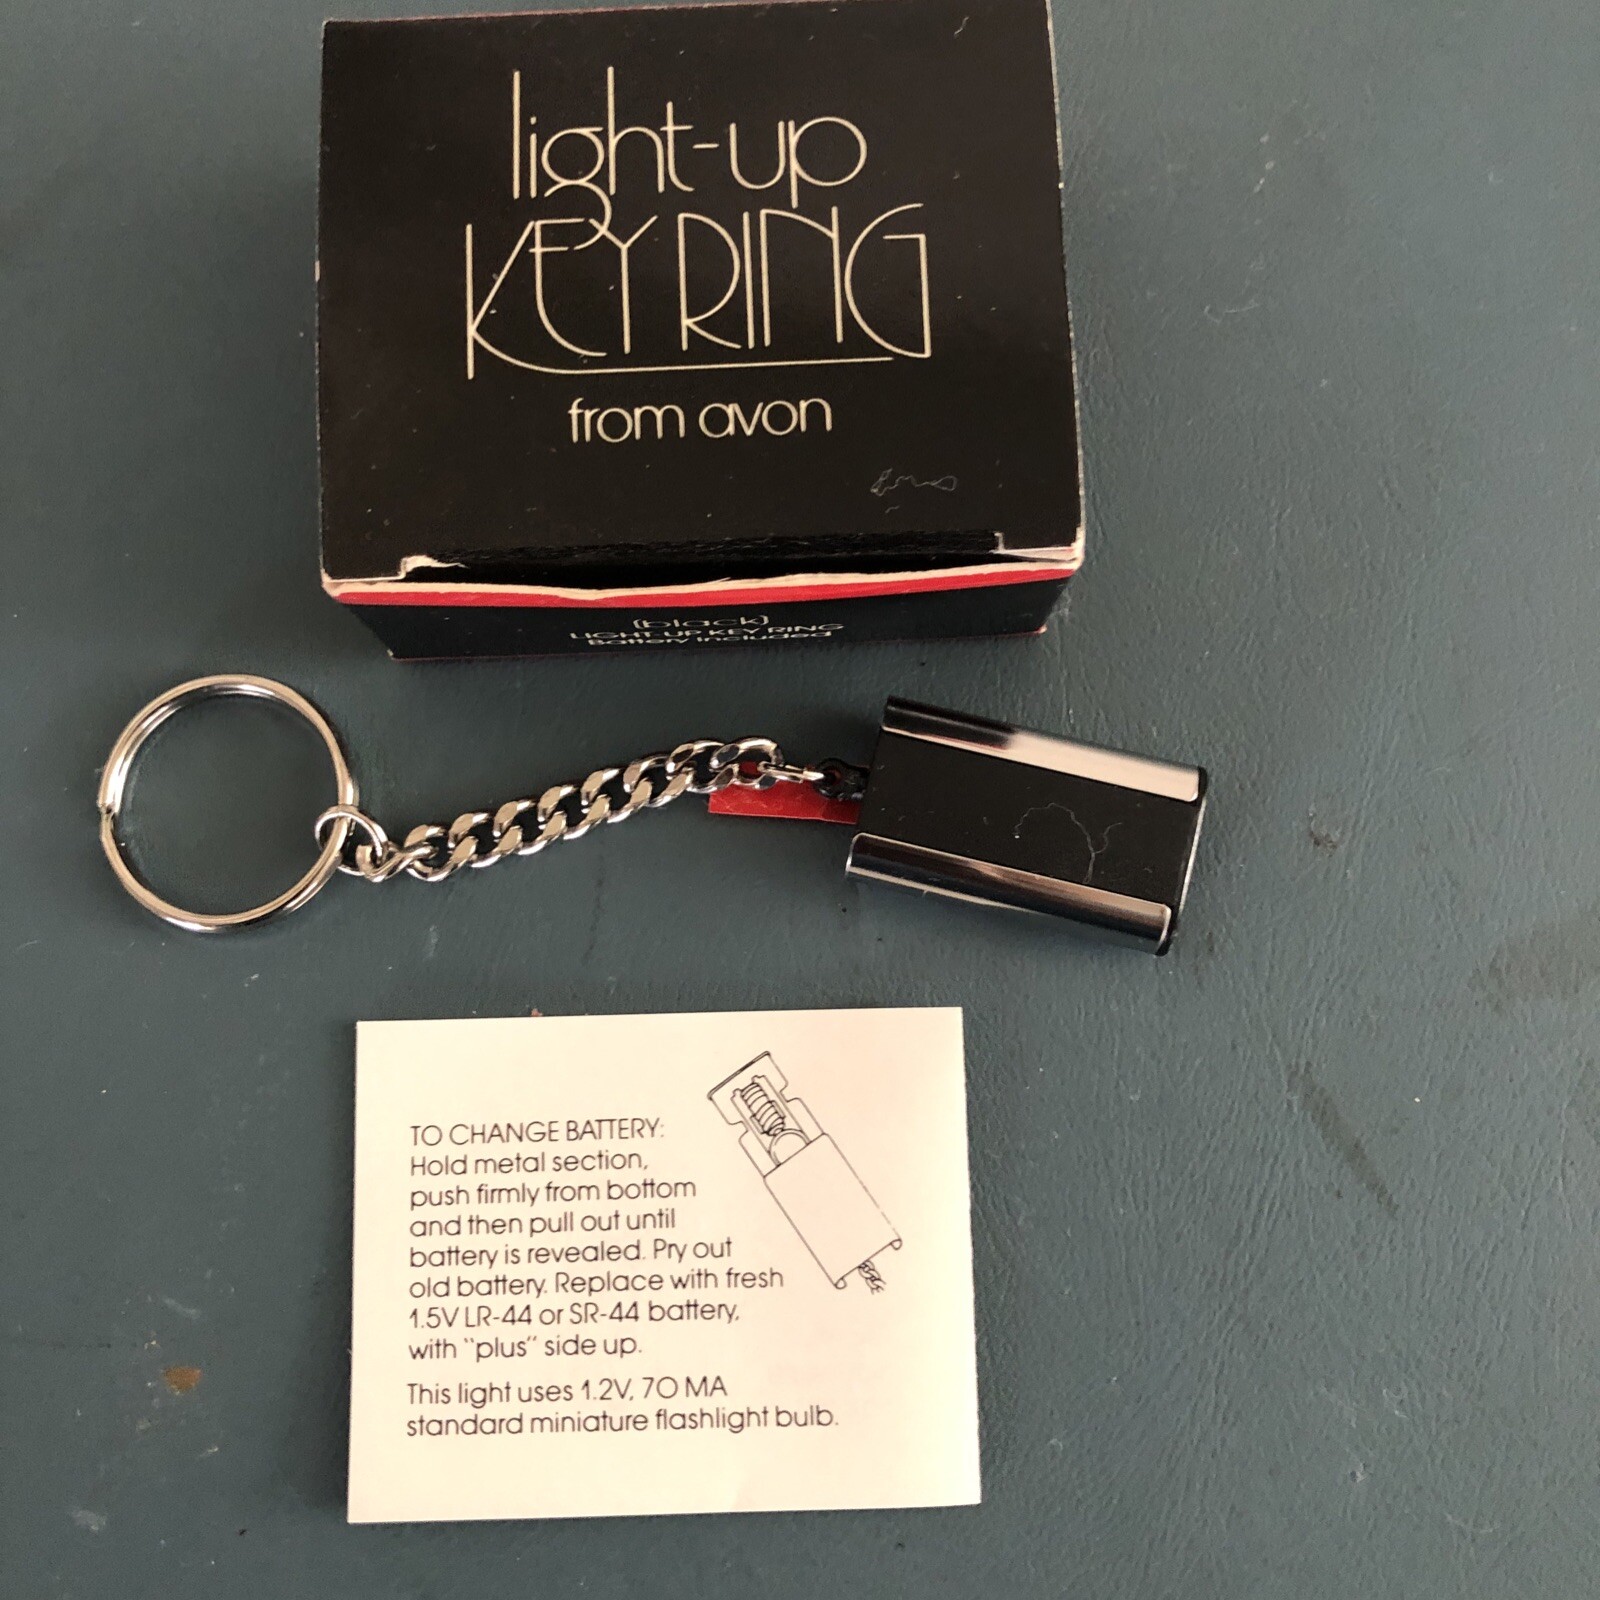 light-up
KEY RING
from avon
(black)
LIGHT-UP KEY RING
Battery included
TO CHANGE BATTERY:
Hold metal section,
push firmly from bottom
and then pull out until
battery is revealed. Pry out
old battery. Replace with fresh
1.5V LR-44 or SR-44 battery,
with "plus" side up.
This light uses 1.2V, 70 MA
standard miniature flashlight bulb.